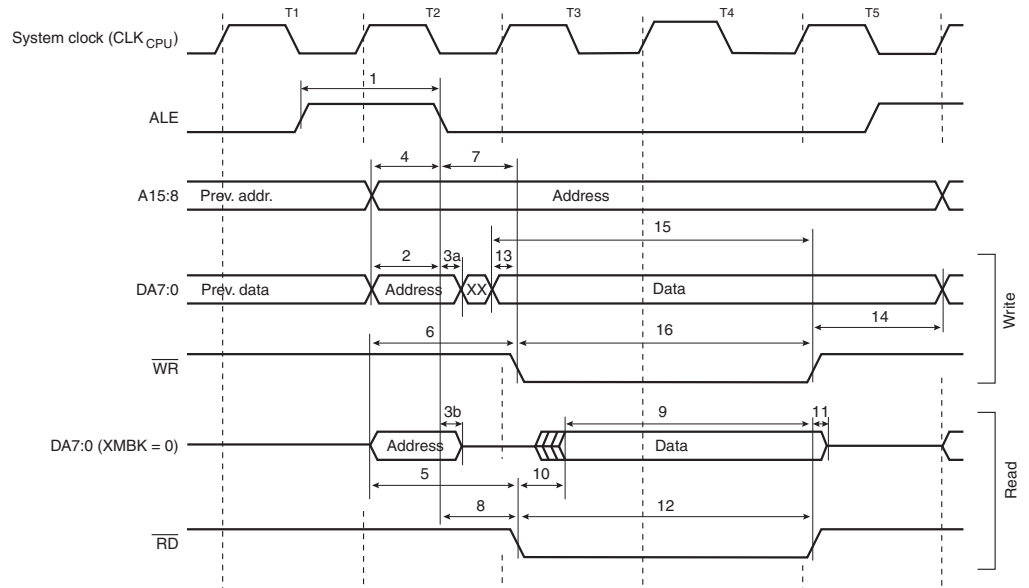 T1 T2 T3 T4 T5
System clock (CLKCPU)
1
ALE
4 7
A15:8 Prev. addr. Address
15
2 3a 13
DA7:0 Prev. data Address XX Data
14
6 16
WR
Write
3b 9 11
DA7:0 (XMBK = 0) Address Data
5 10
8 12
RD
Read